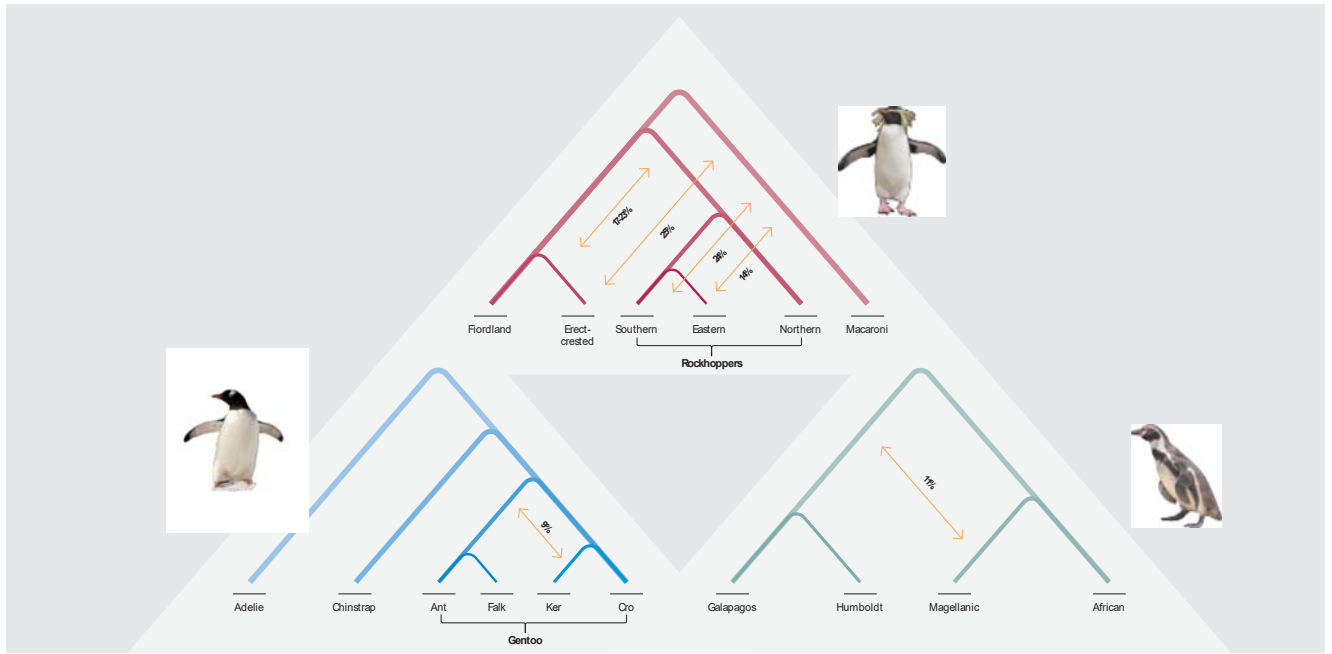 17-23%
25%
24%
14%
Fiordland
Erect-
crested
Southern
Eastern
Northern
Macaroni
Rockhoppers
9%
11%
Adelie
Chinstrap
Ant
Falk
Ker
Cro
Gentoo
Galapagos
Humboldt
Magellanic
African